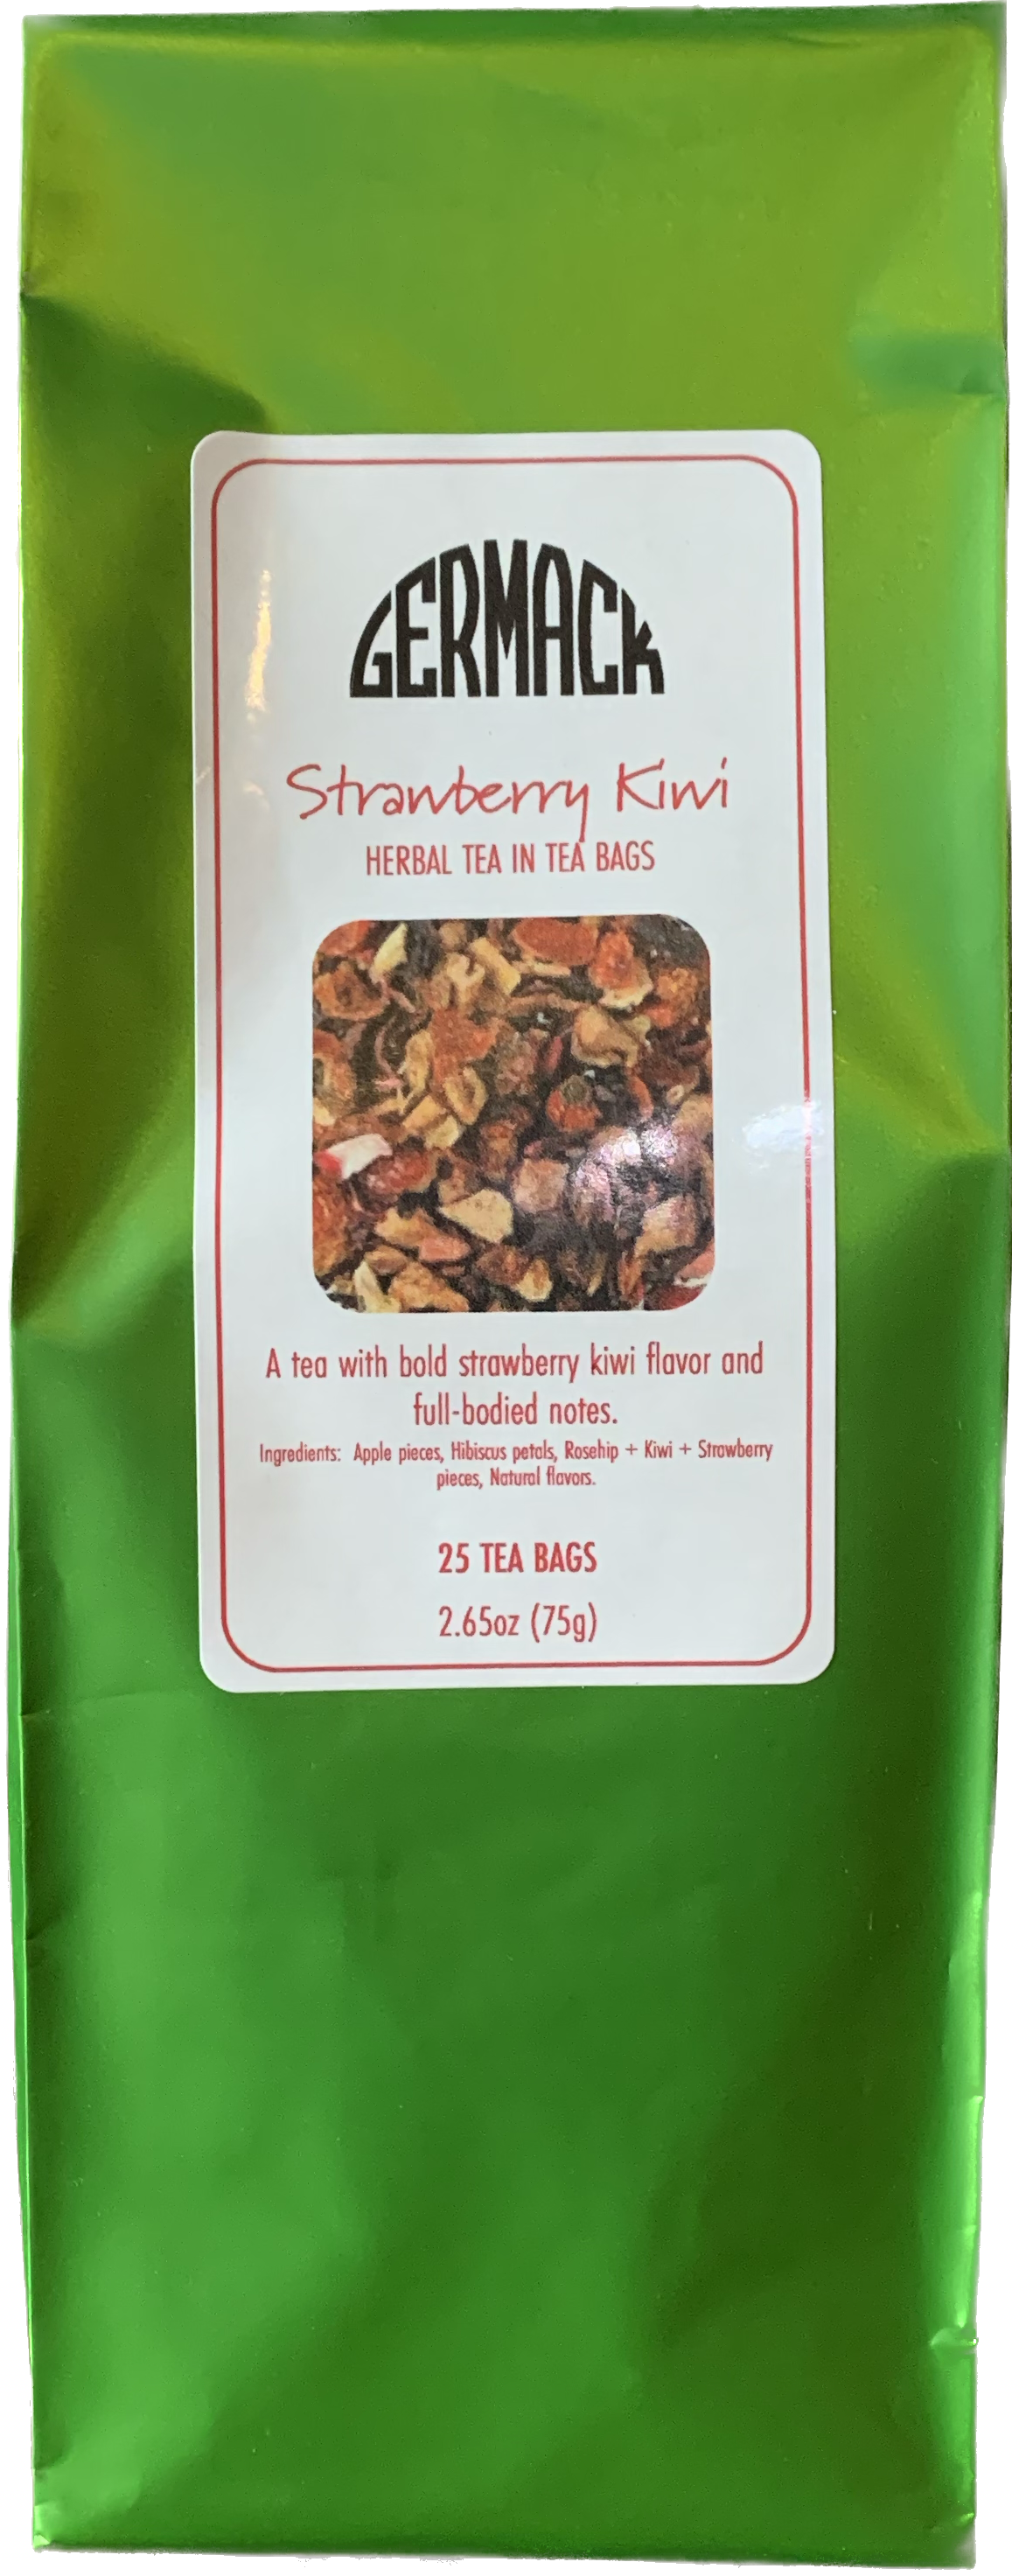 GERMACK
Strawberry Kiwi
HERBAL TEA IN TEA BAGS
A tea with bold strawberry kiwi flavor and
full-bodied notes.
Ingredients: Apple pieces, Hibiscus petals, Rosehip + Kiwi + Strawberry
pieces, Natural flavors.
25 TEA BAGS
2.65oz (75g)